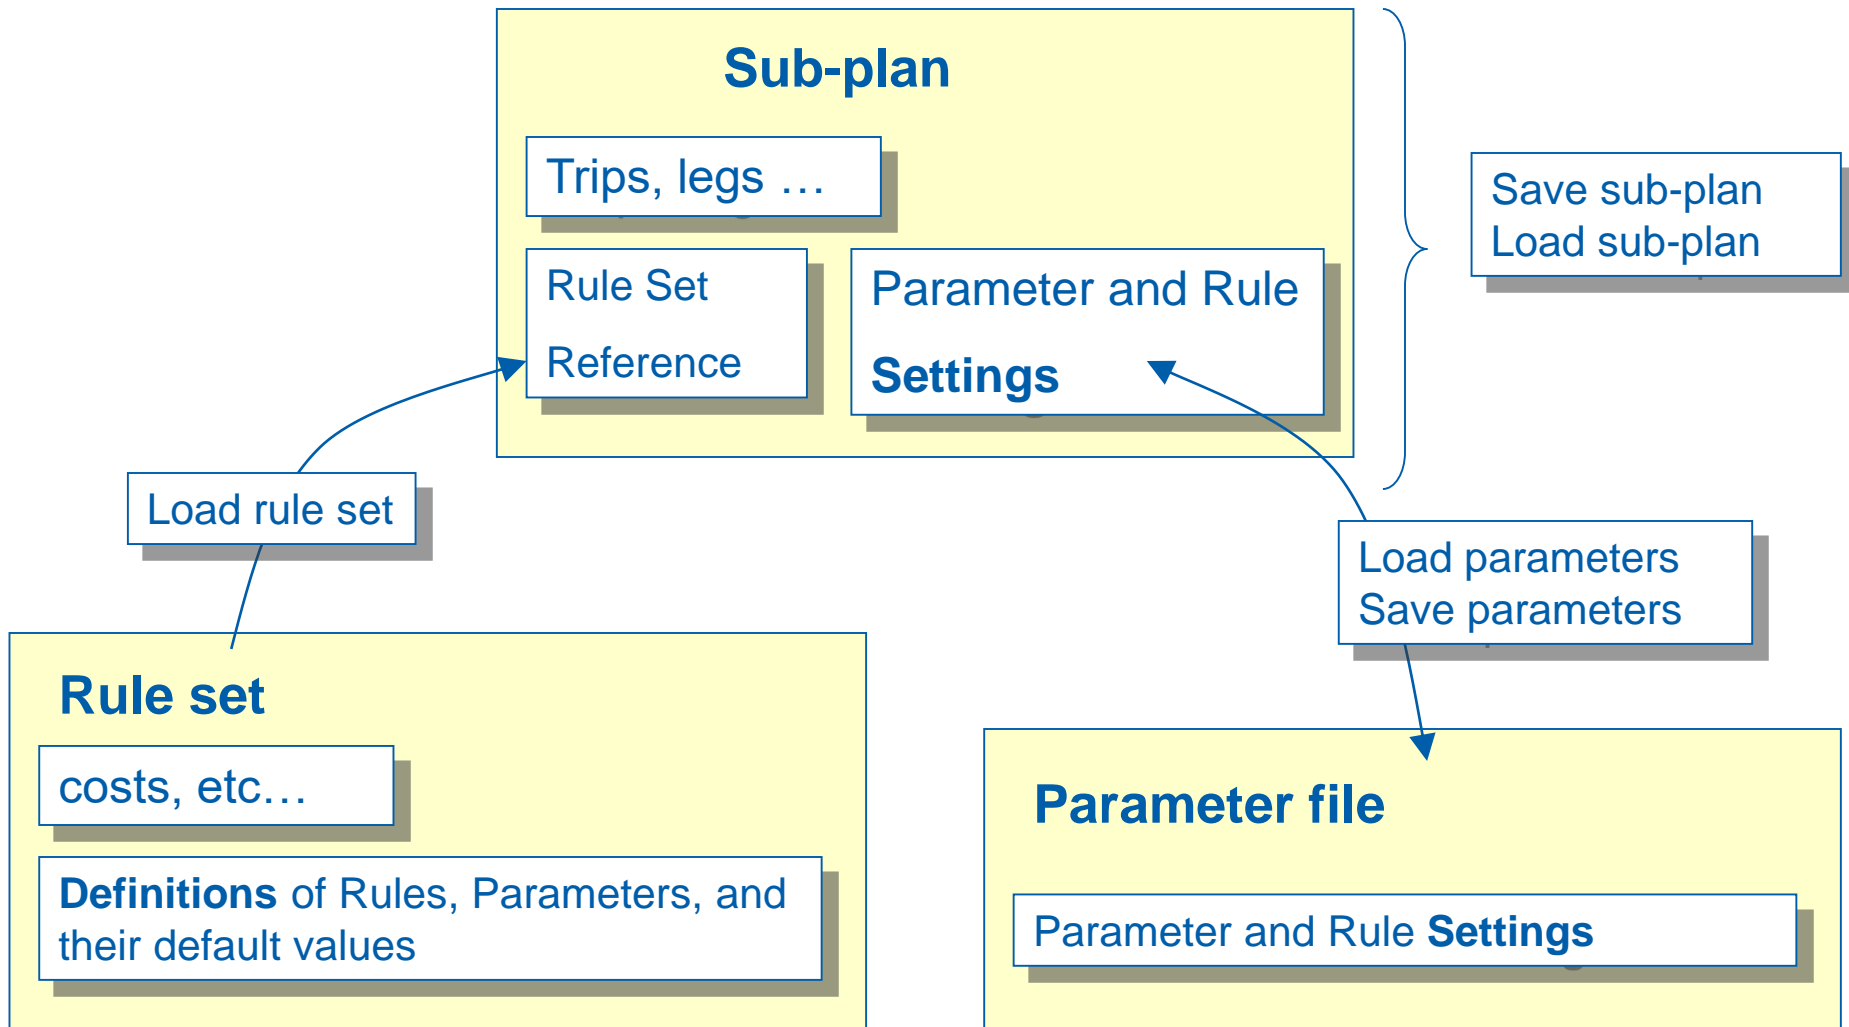 Sub-plan
Trips, legs …
Rule Set
Reference
Parameter and Rule
Settings
Save sub-plan
Load sub-plan
Load rule set
Load parameters
Save parameters
Rule set
costs, etc…
Definitions of Rules, Parameters, and
their default values
Parameter file
Parameter and Rule Settings